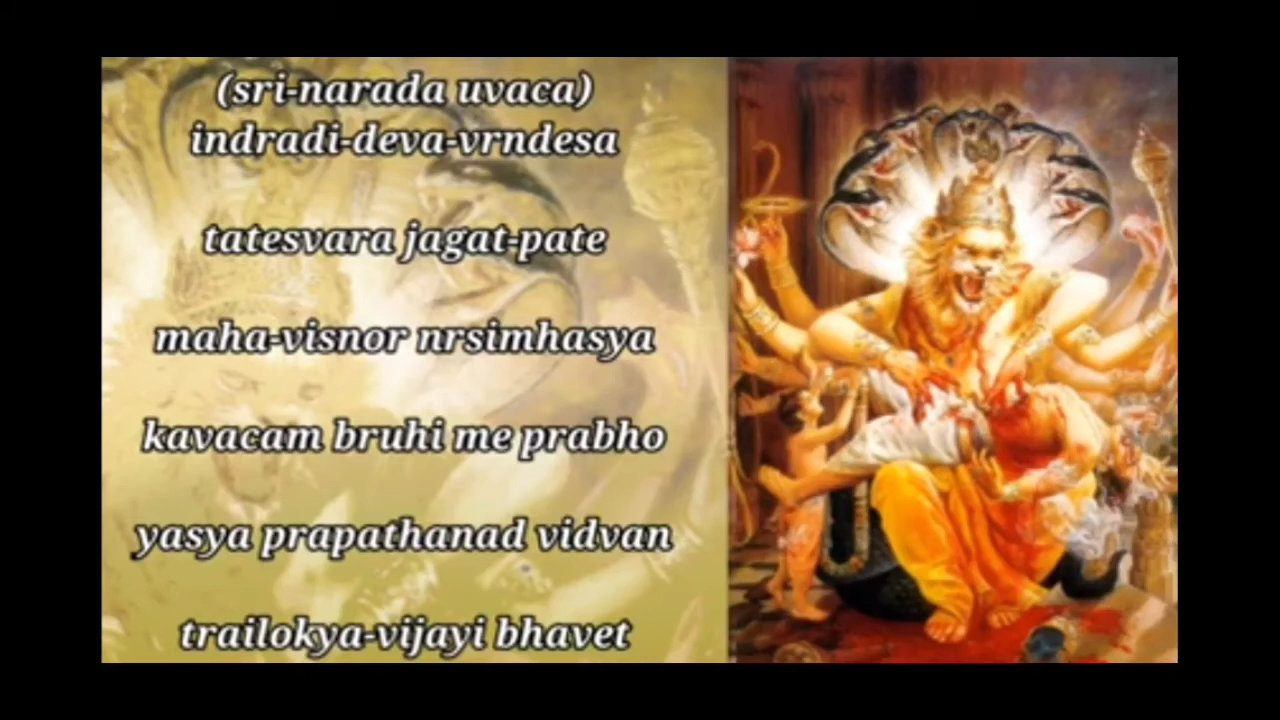 (sri-narada uvaca)
indradi-deva-vrndesa
tatesvara jagat-pate
maha-visnor nrsimhasya
kavacam bruhi me prabho
yasya prapathanad vidvan
trailokya-vijayi bhavet